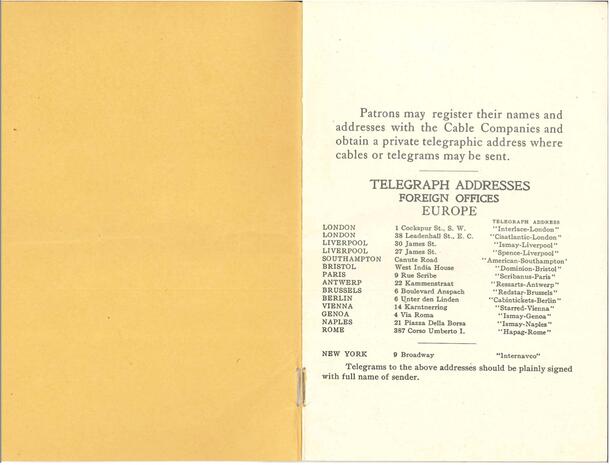 Patrons may register their names and
addresses with the Cable Companies and
obtain a private telegraphic address where
cables or telegrams may be sent.
TELEGRAPH ADDRESSES
FOREIGN OFFICES
EUROPE
TELEGRAPH ADDRESS
LONDON 1 Cockspur St., S. W. "Interlace-London"
LONDON 38 Leadenhall St., E. C. "Cisatlantic-London"
LIVERPOOL 30 James St. "Ismay-Liverpool"
LIVERPOOL 27 James St. "Spence-Liverpool"
SOUTHAMPTON Canute Road "American-Southampton'
BRISTOL West India House "Dominion-Bristol"
PARIS 9 Rue Scribe "Scribanus-Paris"
ANTWERP 22 Kammenstraat "Ressarts-Antwerp"
BRUSSELS 6 Boulevard Anspach "Redstar-Brussels"
BERLIN 6 Unter den Linden "Cabintickets-Berlin"
VIENNA 14 Karntnerring "Starred-Vienna"
GENOA 4 Via Roma "Ismay-Genoa"
NAPLES 21 Piazza Della Borsa "Ismay-Naples"
ROME 387 Corso Umberto I. "Hapag-Rome"
NEW YORK 9 Broadway "Internavco"
Telegrams to the above addresses should be plainly signed
with full name of sender.